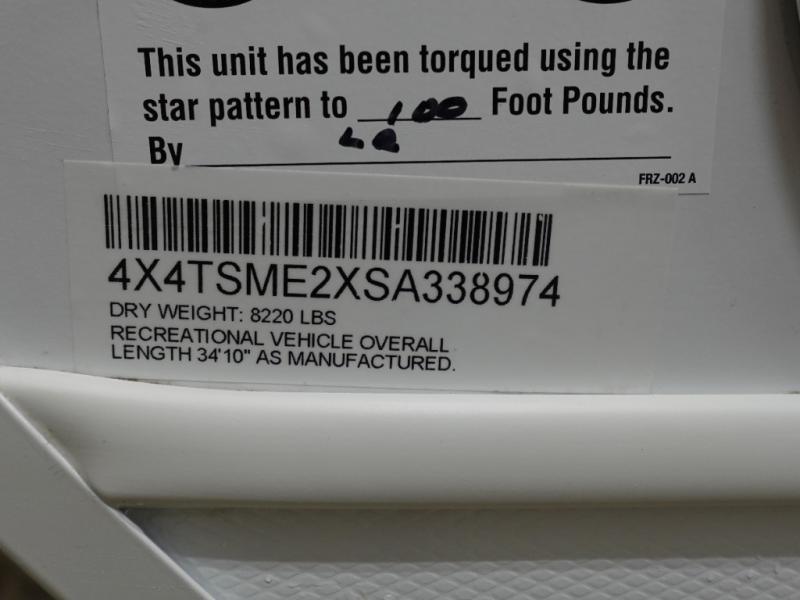 This unit has been torqued using the
star pattern to 100 Foot Pounds.
By
FRZ-002 A
4X4TSME2XSA338974
DRY WEIGHT: 8220 LBS
RECREATIONAL VEHICLE OVERALL
LENGTH 34'10" AS MANUFACTURED.